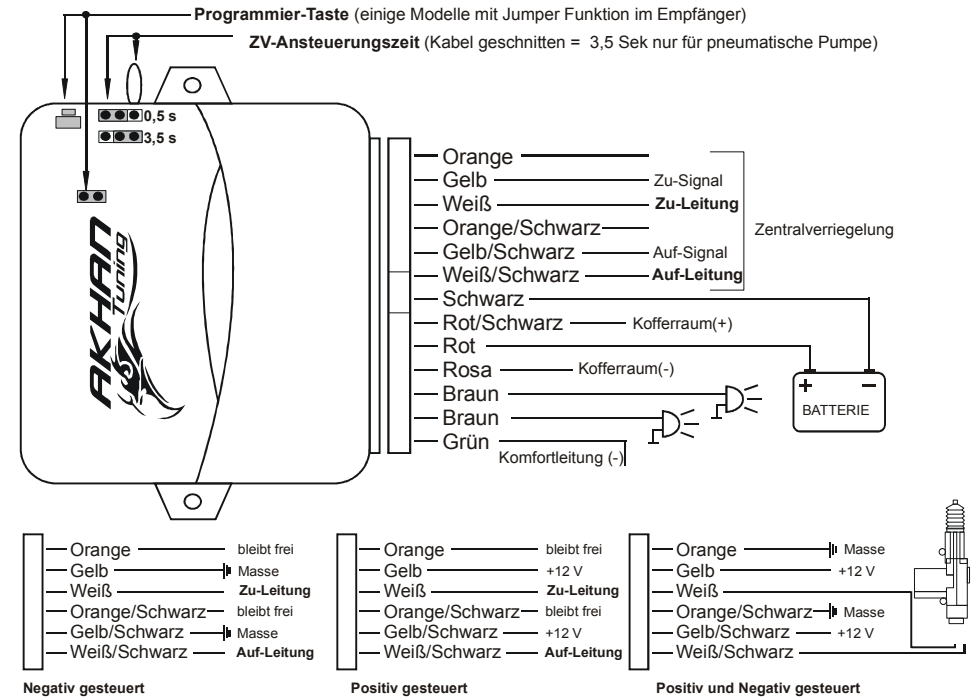 Programmier-Taste (einige Modelle mit Jumper Funktion im Empfänger)
ZV-Ansteuerungszeit (Kabel geschnitten = 3,5 Sek nur für pneumatische Pumpe)
0,5 s
3,5 s
AKHAN
Tuning
Orange
Gelb Zu-Signal
Weiß Zu-Leitung
Orange/Schwarz
Zentralverriegelung
Gelb/Schwarz Auf-Signal
Weiß/Schwarz Auf-Leitung
Schwarz
Rot/Schwarz Kofferraum(+)
Rot
Rosa Kofferraum(-)
Braun
Braun
Grün
Komfortleitung (-)
+ −
BATTERIE
Orange bleibt frei
Gelb Masse
Weiß Zu-Leitung
Orange/Schwarz bleibt frei
Gelb/Schwarz Masse
Weiß/Schwarz Auf-Leitung
Negativ gesteuert
Orange bleibt frei
Gelb +12 V
Weiß Zu-Leitung
Orange/Schwarz bleibt frei
Gelb/Schwarz +12 V
Weiß/Schwarz Auf-Leitung
Positiv gesteuert
Orange Masse
Gelb +12 V
Weiß
Orange/Schwarz Masse
Gelb/Schwarz +12 V
Weiß/Schwarz
Positiv und Negativ gesteuert